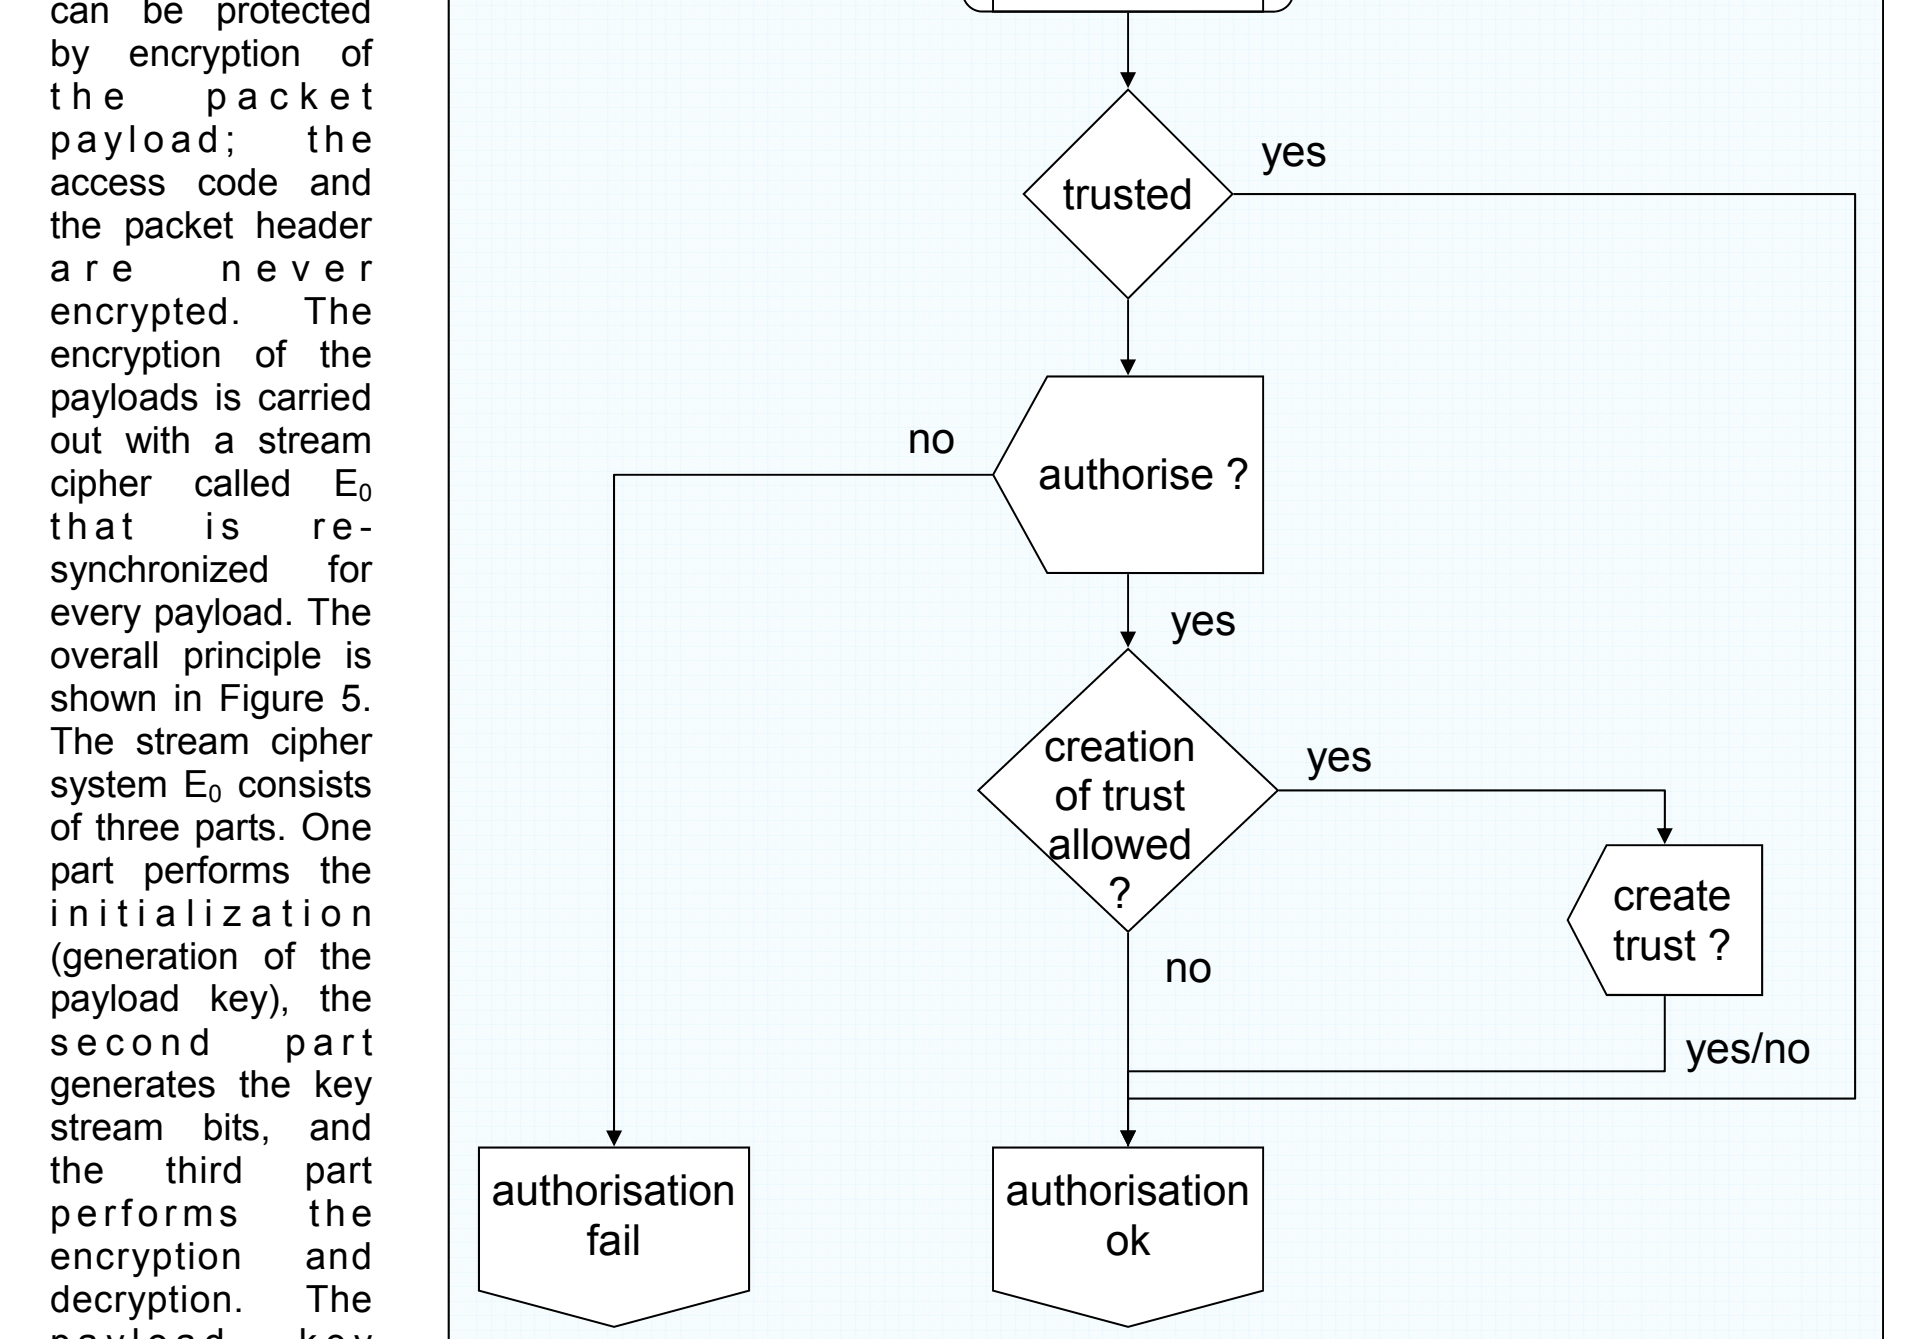 can be protected
by encryption of
the packet
payload; the
access code and
the packet header
are never
encrypted. The
encryption of the
payloads is carried
out with a stream
cipher called E₀
that is re-
synchronized for
every payload. The
overall principle is
shown in Figure 5.
The stream cipher
system E₀ consists
of three parts. One
part performs the
initialization
(generation of the
payload key), the
second part
generates the key
stream bits, and
the third part
performs the
encryption and
decryption. The
payload key
yes
trusted
no
authorise ?
yes
creation
of trust
allowed
?
yes
create
trust ?
no
yes/no
authorisation
fail
authorisation
ok